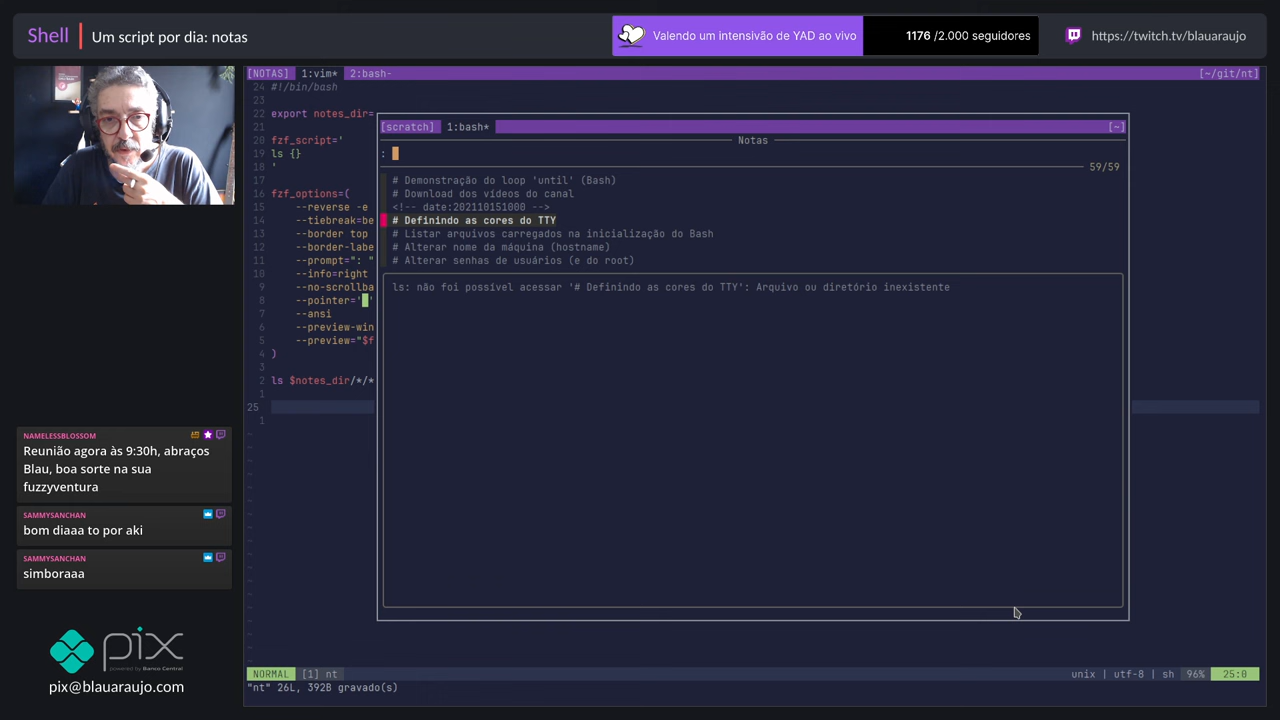 Shell | Um script por dia: notas
Valendo um intensivão de YAD ao vivo
1176 /2.000 seguidores
https://twitch.tv/blauaraujo
[NOTAS] 1:vim* 2:bash- [~/git/nt]
24 #!/bin/bash
23
22 export notes_dir=
21
20 fzf_script='
19 ls {}
18 '
17
16 fzf_options=(
15 --reverse -e
14 --tiebreak=be
13 --border top
12 --border-labe
11 --prompt=": "
10 --info=right
9 --no-scrollba
8 --pointer=' '
7 --ansi
6 --preview-win
5 --preview="$f
4 )
3
2 ls $notes_dir/*/*
1
25
1
[scratch] 1:bash* [~]
Notas
:
59/59
# Demonstração do loop 'until' (Bash)
# Download dos vídeos do canal
<!-- date:202110151000 -->
# Definindo as cores do TTY
# Listar arquivos carregados na inicialização do Bash
# Alterar nome da máquina (hostname)
# Alterar senhas de usuários (e do root)
ls: não foi possível acessar '# Definindo as cores do TTY': Arquivo ou diretório inexistente
NORMAL [1] nt unix | utf-8 | sh 96% 25:0
"nt" 26L, 392B gravado(s)
NAMELESSBLOSSOM
Reunião agora às 9:30h, abraços
Blau, boa sorte na sua
fuzzyventura
SAMMYSANCHAN
bom diaaa to por aki
SAMMYSANCHAN
simboraaa
pix
powered by Banco Central
pix@blauaraujo.com